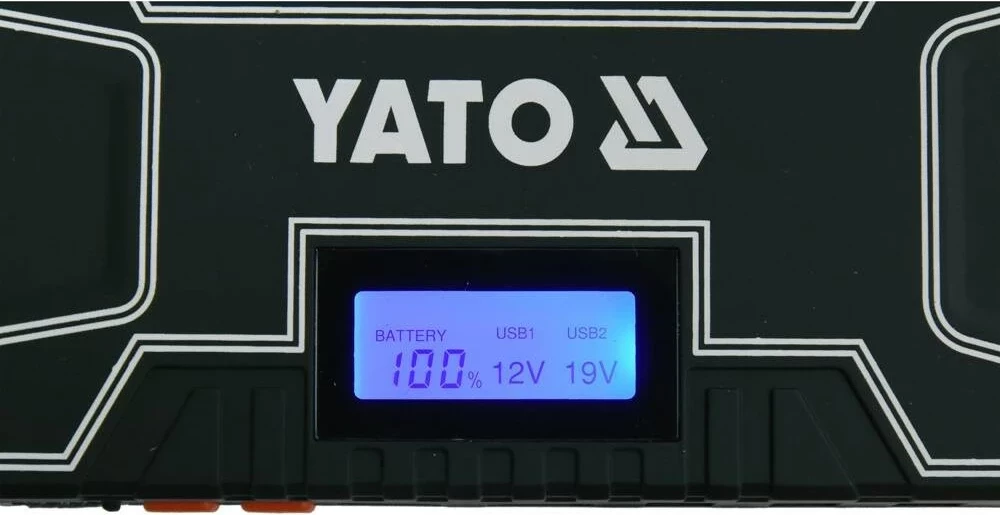 YATO
BATTERY USB1 USB2
100% 12V 19V